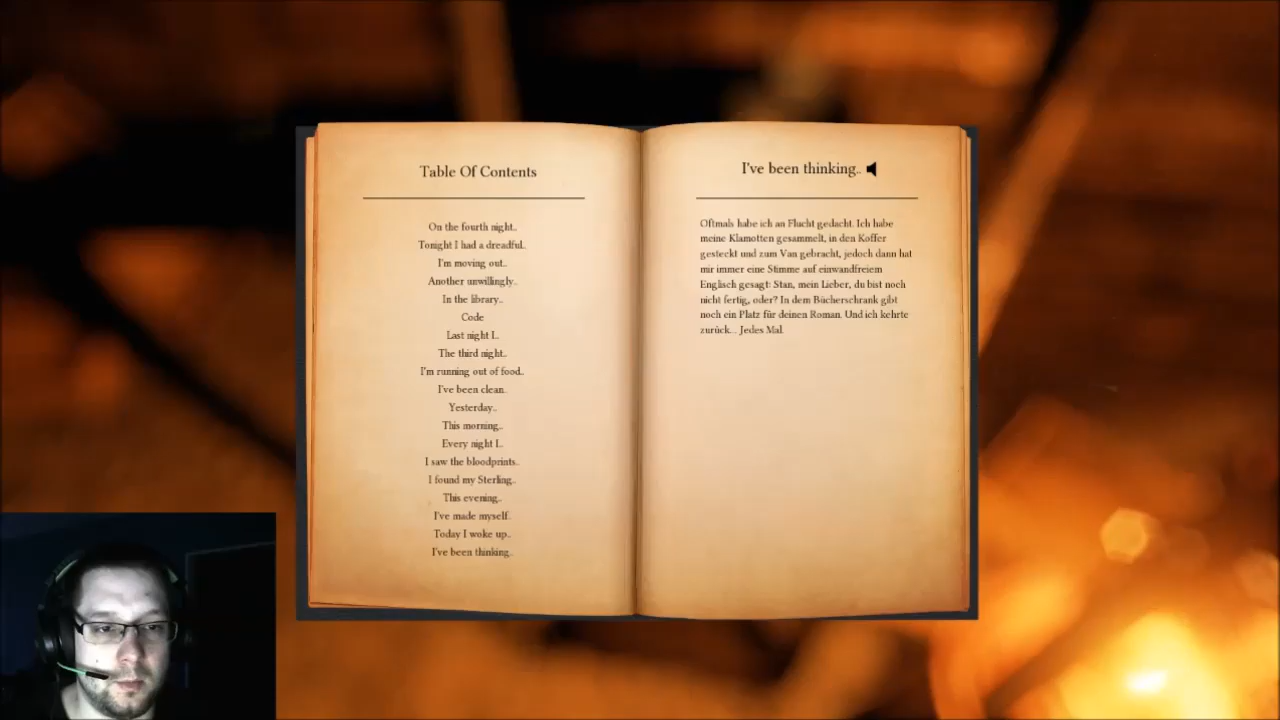 Table Of Contents
On the fourth night..
Tonight I had a dreadful..
I'm moving out..
Another unwillingly..
In the library..
Code
Last night I..
The third night..
I'm running out of food..
I've been clean..
Yesterday..
This morning..
Every night I..
I saw the bloodprints..
I found my Sterling..
This evening..
I've made myself..
Today I woke up..
I've been thinking..
I've been thinking..
Oftmals habe ich an Flucht gedacht. Ich habe
meine Klamotten gesammelt, in den Koffer
gesteckt und zum Van gebracht, jedoch dann hat
mir immer eine Stimme auf einwandfreiem
Englisch gesagt: Stan, mein Lieber, du bist noch
nicht fertig, oder? In dem Bücherschrank gibt
noch ein Platz für deinen Roman. Und ich kehrte
zurück... Jedes Mal.